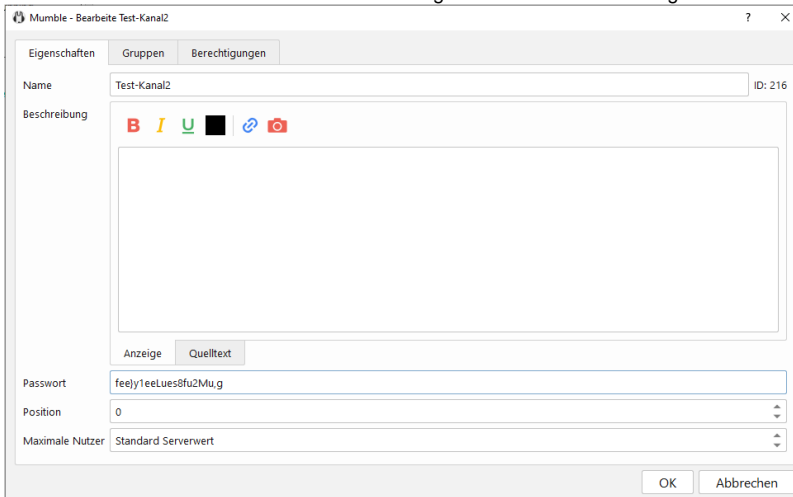 Mumble - Bearbeite Test-Kanal2
Eigenschaften Gruppen Berechtigungen
Name Test-Kanal2 ID: 216
Beschreibung
B I U
Anzeige Quelltext
Passwort fee}y1eeLues8fu2Mu,g
Position 0
Maximale Nutzer Standard Serverwert
OK Abbrechen